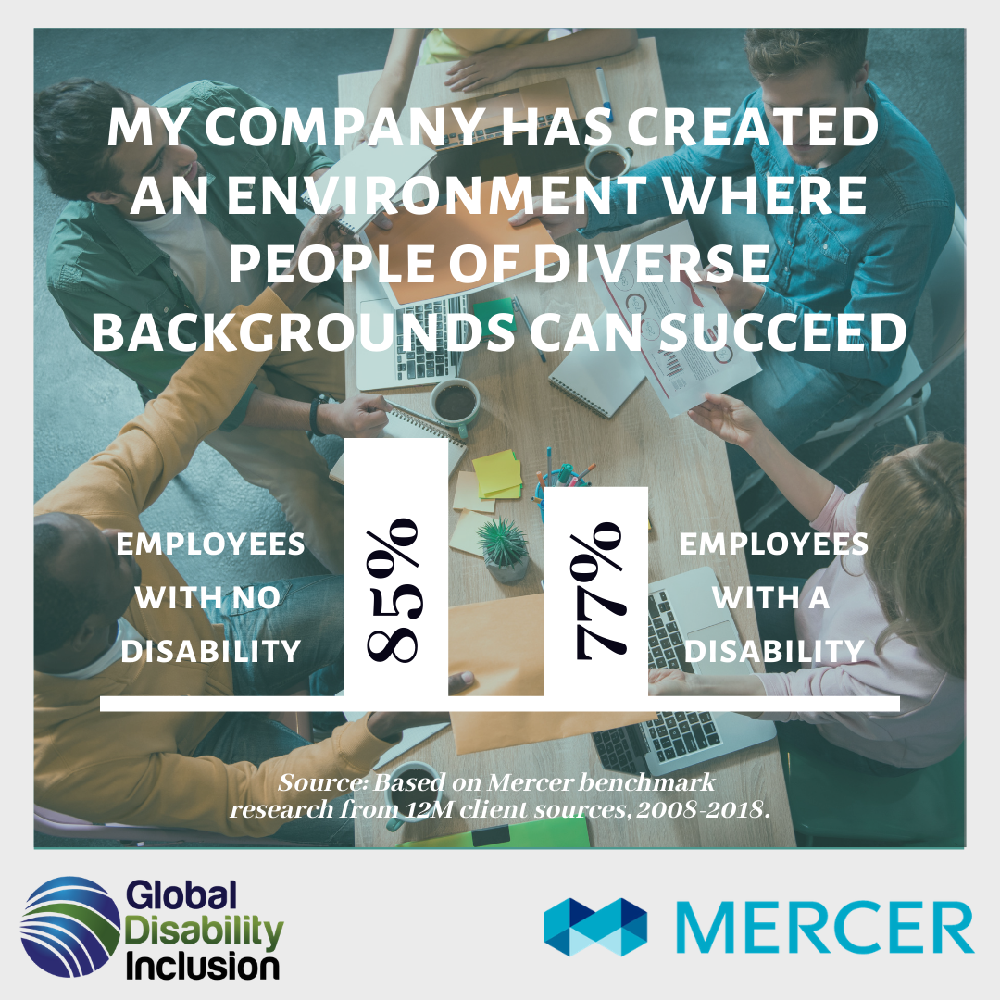 MY COMPANY HAS CREATED
AN ENVIRONMENT WHERE
PEOPLE OF DIVERSE
BACKGROUNDS CAN SUCCEED
EMPLOYEES
WITH NO
DISABILITY
85%
77%
EMPLOYEES
WITH A
DISABILITY
Source: Based on Mercer benchmark
research from 12M client sources, 2008-2018.
Global
Disability
Inclusion
MERCER